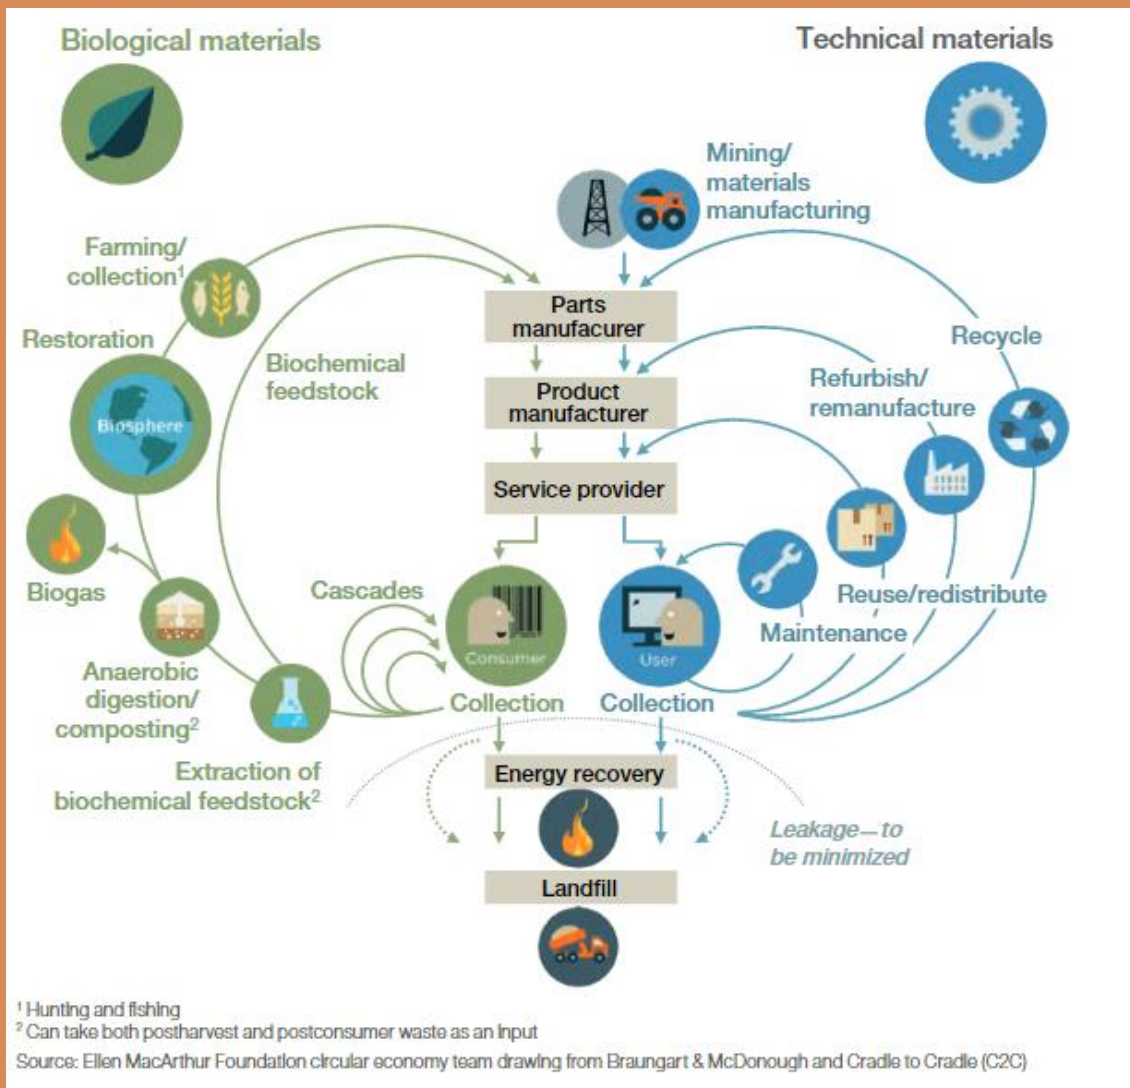 Biological materials
Technical materials
Mining/
materials
manufacturing
Farming/
collection¹
Restoration
Biosphere
Biochemical
feedstock
Parts
manufacurer
Product
manufacturer
Service provider
Recycle
Refurbish/
remanufacture
Biogas
Cascades
Consumer
User
Reuse/redistribute
Maintenance
Anaerobic
digestion/
composting²
Collection
Collection
Extraction of
biochemical feedstock²
Energy recovery
Leakage—to
be minimized
Landfill
¹ Hunting and fishing
² Can take both postharvest and postconsumer waste as an input
Source: Ellen MacArthur Foundation circular economy team drawing from Braungart & McDonough and Cradle to Cradle (C2C)